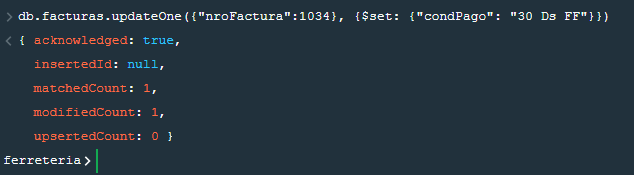 > db.facturas.updateOne({"nroFactura":1034}, {$set: {"condPago": "30 Ds FF"}})
< { acknowledged: true,
insertedId: null,
matchedCount: 1,
modifiedCount: 1,
upsertedCount: 0 }
ferreteria>